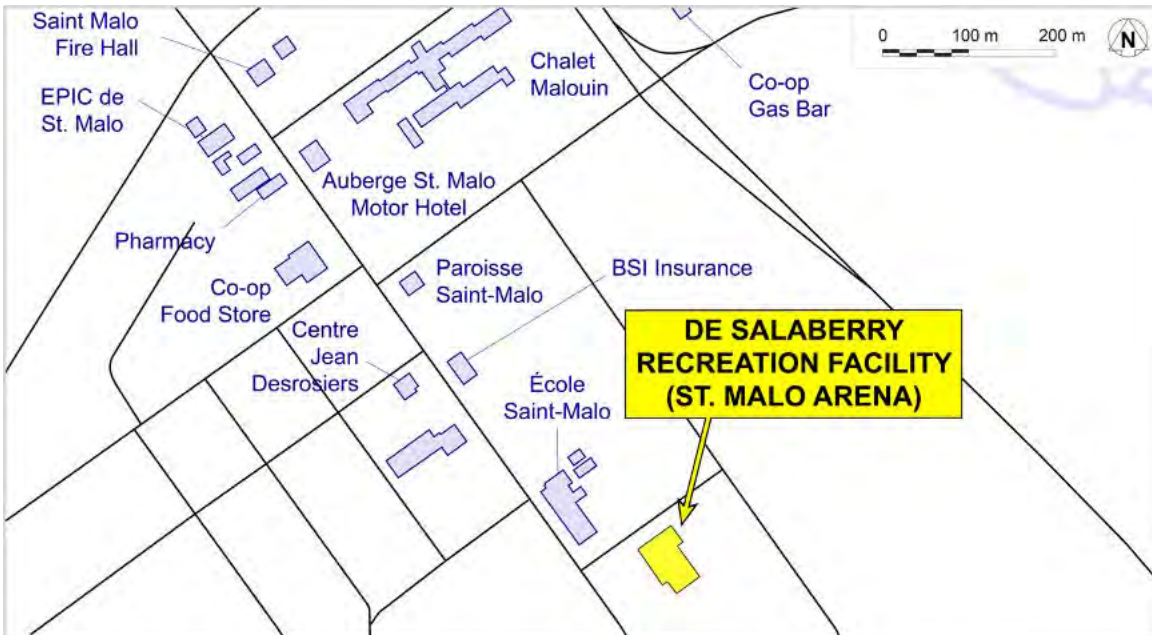 Saint Malo
Fire Hall
0 100 m 200 m
N
EPIC de
St. Malo
Chalet
Malouin
Co-op
Gas Bar
Auberge St. Malo
Motor Hotel
Pharmacy
Co-op
Food Store
Paroisse
Saint-Malo
BSI Insurance
Centre
Jean
Desrosiers
École
Saint-Malo
DE SALABERRY
RECREATION FACILITY
(ST. MALO ARENA)